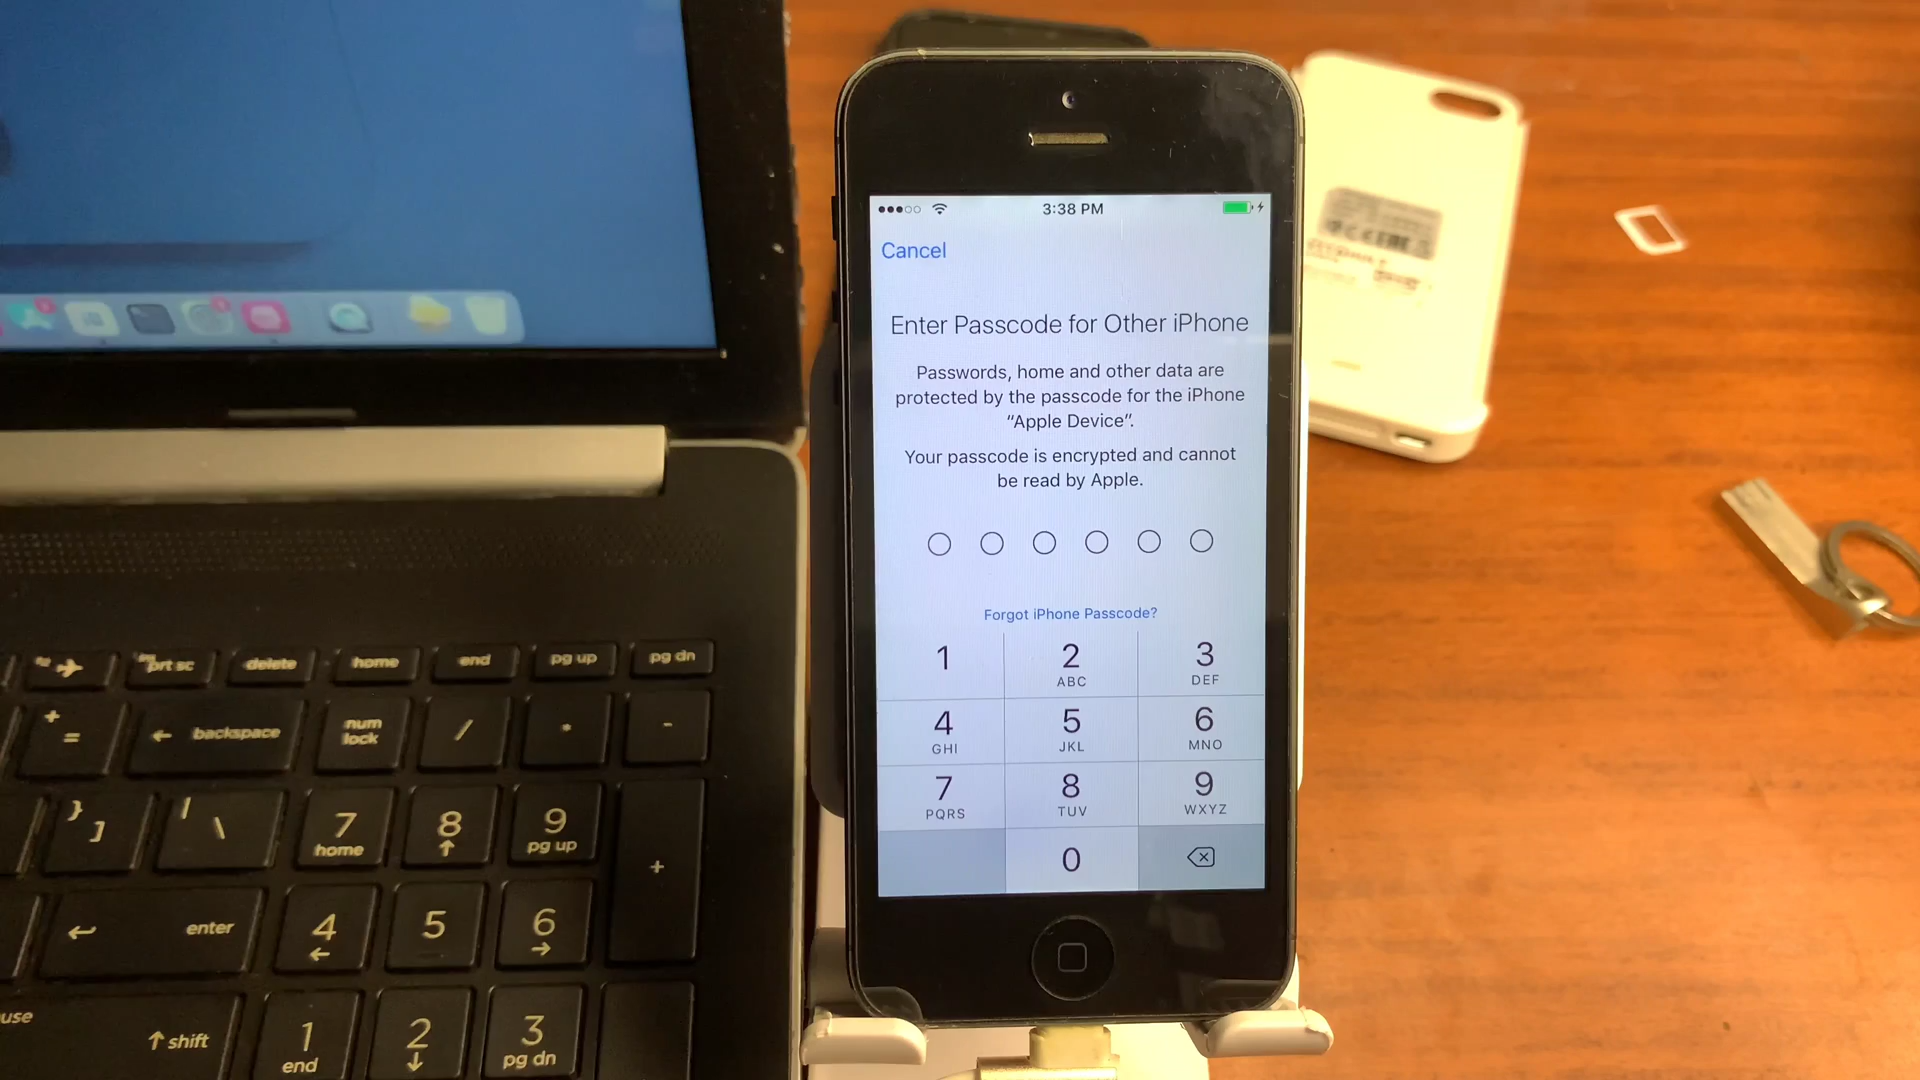 3:38 PM
Cancel
Enter Passcode for Other iPhone
Passwords, home and other data are
protected by the passcode for the iPhone
“Apple Device”.
Your passcode is encrypted and cannot
be read by Apple.
Forgot iPhone Passcode?
1
2
3
ABC
DEF
4
5
6
GHI
JKL
MNO
7
8
9
PQRS
TUV
WXYZ
0
prt sc
delete
home
end
pg up
pg dn
+
=
← backspace
num
lock
/
*
-
}
]
|
\
7
home
8
↑
9
pg up
+
← enter
4
←
5
6
→
↑ shift
1
end
2
↓
3
pg dn